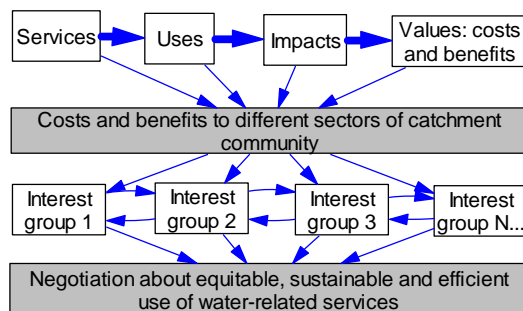 Services
Uses
Impacts
Values: costs
and benefits
Costs and benefits to different sectors of catchment
community
Interest
group 1
Interest
group 2
Interest
group 3
Interest
group N...
Negotiation about equitable, sustainable and efficient
use of water-related services